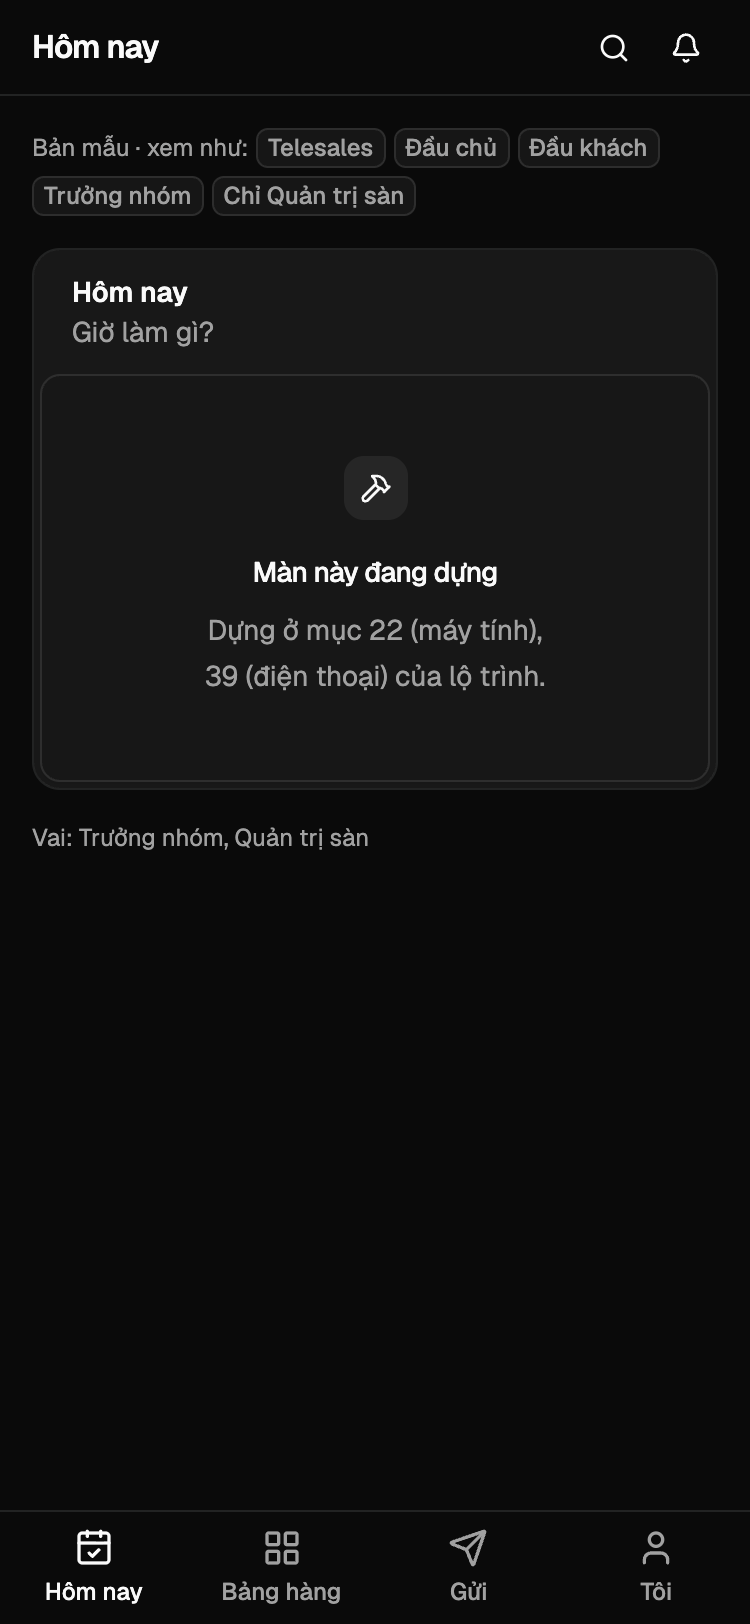 Hôm nay
Bản mẫu · xem như: Telesales Đầu chủ Đầu khách
Trưởng nhóm Chỉ Quản trị sàn
Hôm nay
Giờ làm gì?
Màn này đang dựng
Dựng ở mục 22 (máy tính),
39 (điện thoại) của lộ trình.
Vai: Trưởng nhóm, Quản trị sàn
Hôm nay Bảng hàng Gửi Tôi